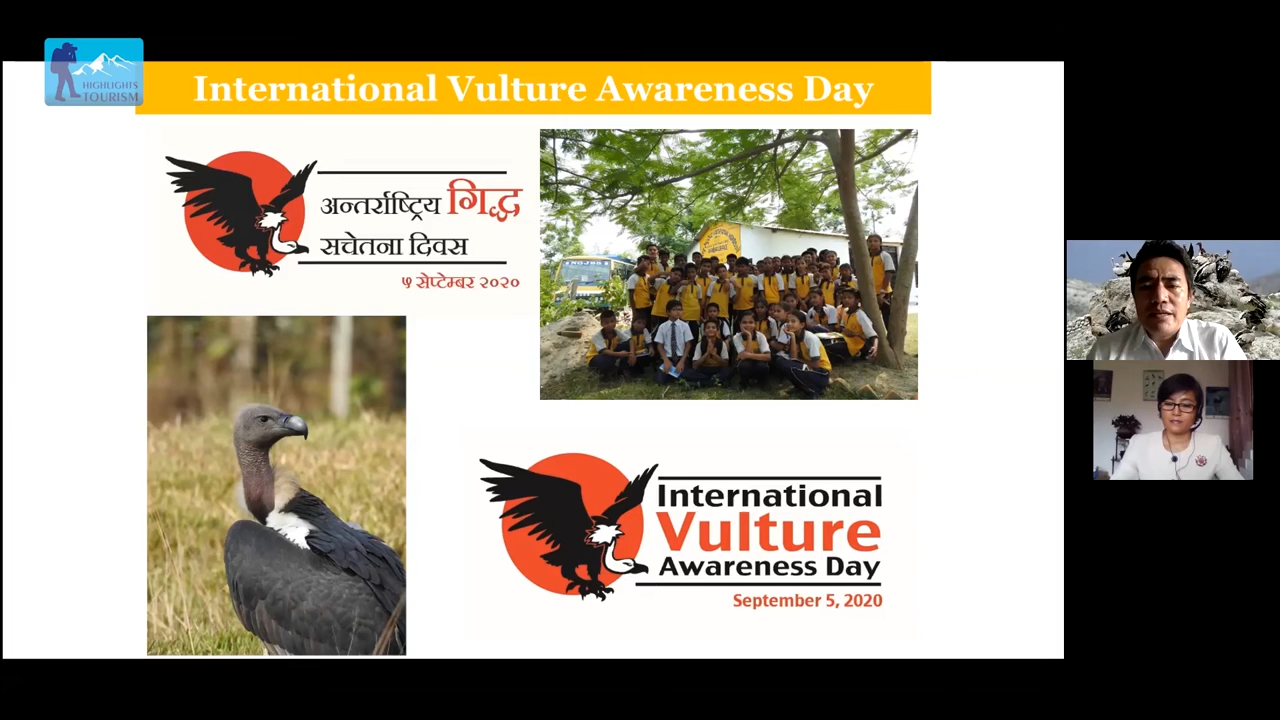 HIGHLIGHTS
TOURISM
International Vulture Awareness Day
अन्तर्राष्ट्रिय गिद्ध
सचेतना दिवस
५ सेप्टेम्बर २०२०
International
Vulture
Awareness Day
September 5, 2020